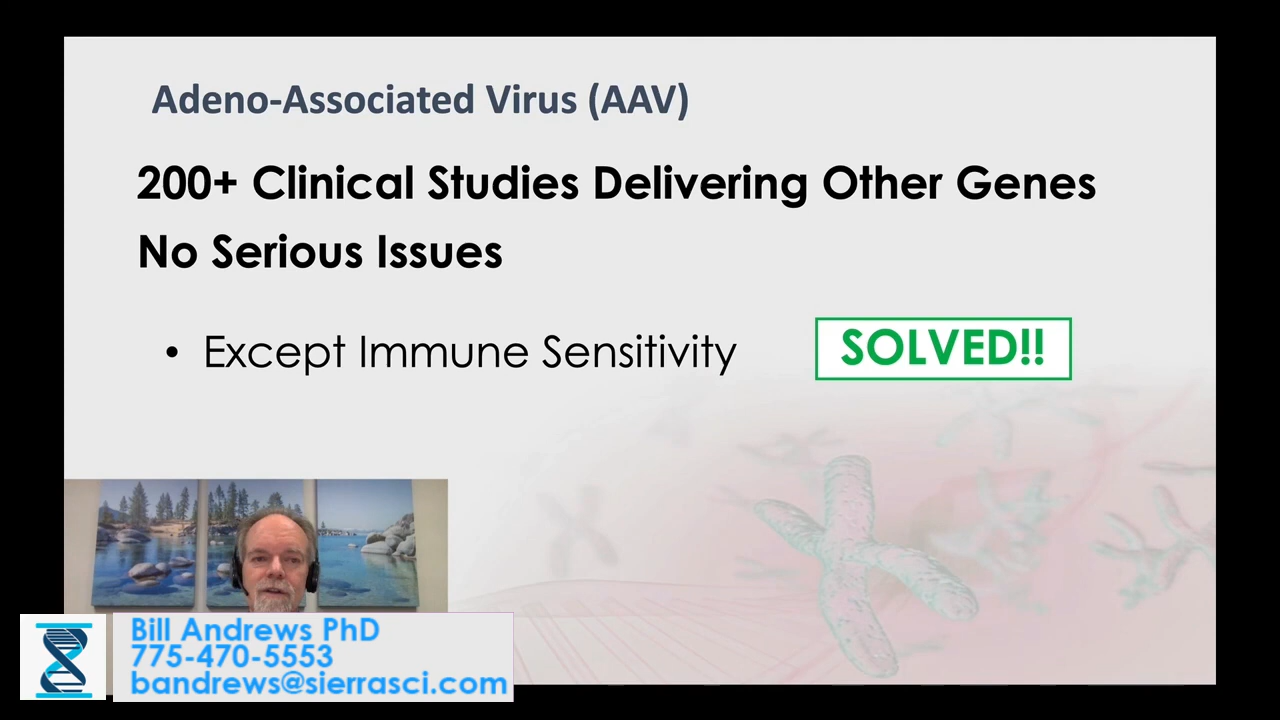 Adeno-Associated Virus (AAV)
200+ Clinical Studies Delivering Other Genes
No Serious Issues
• Except Immune Sensitivity
SOLVED!!
Bill Andrews PhD
775-470-5553
bandrews@sierrasci.com